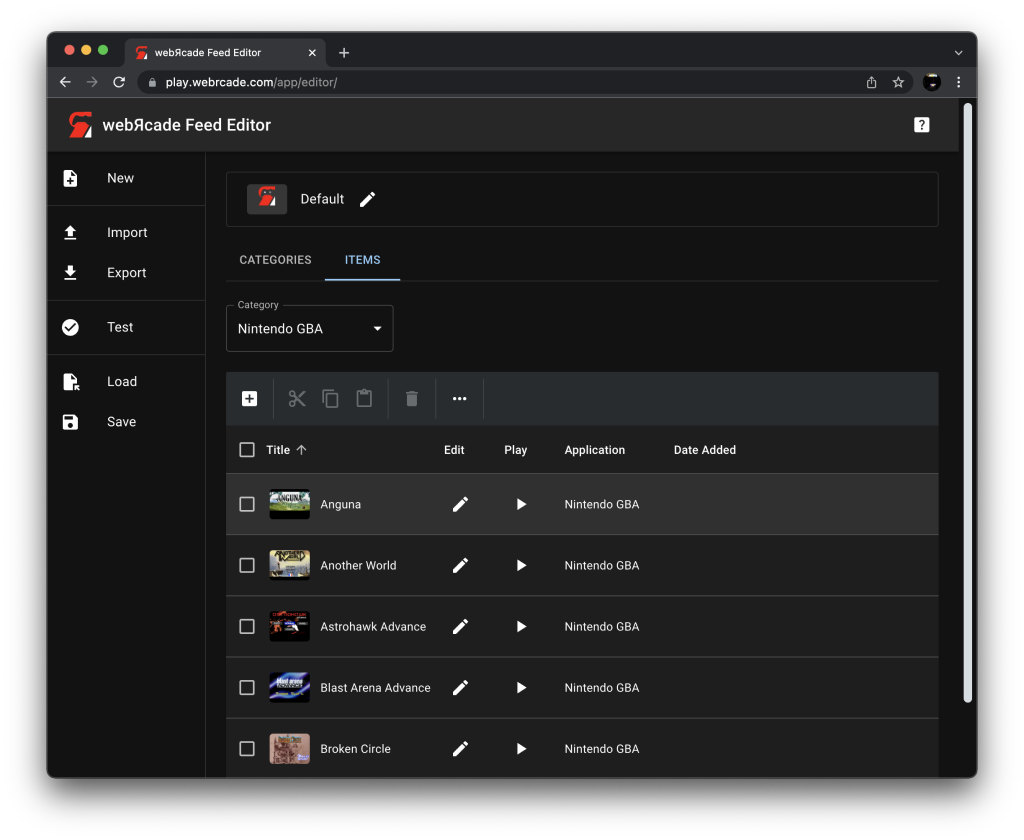 webЯcade Feed Editor
play.webrcade.com/app/editor/
webЯcade Feed Editor
New
Import
Export
Test
Load
Save
Default
CATEGORIES ITEMS
Category
Nintendo GBA
Title Edit Play Application Date Added
ANGUNA
Anguna Nintendo GBA
Another World Nintendo GBA
Astrohawk Advance Nintendo GBA
Blast Arena Advance Nintendo GBA
Broken Circle Nintendo GBA